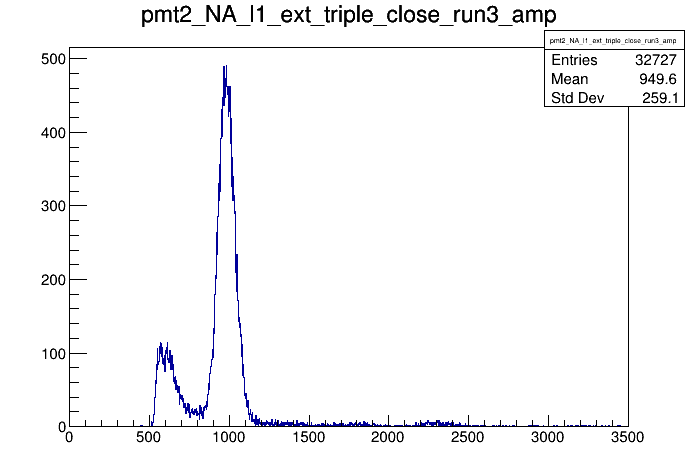 pmt2_NA_l1_ext_triple_close_run3_amp
pmt2_NA_l1_ext_triple_close_run3_amp
Entries 32727
Mean 949.6
Std Dev 259.1
500
400
300
200
100
0
0 500 1000 1500 2000 2500 3000 3500